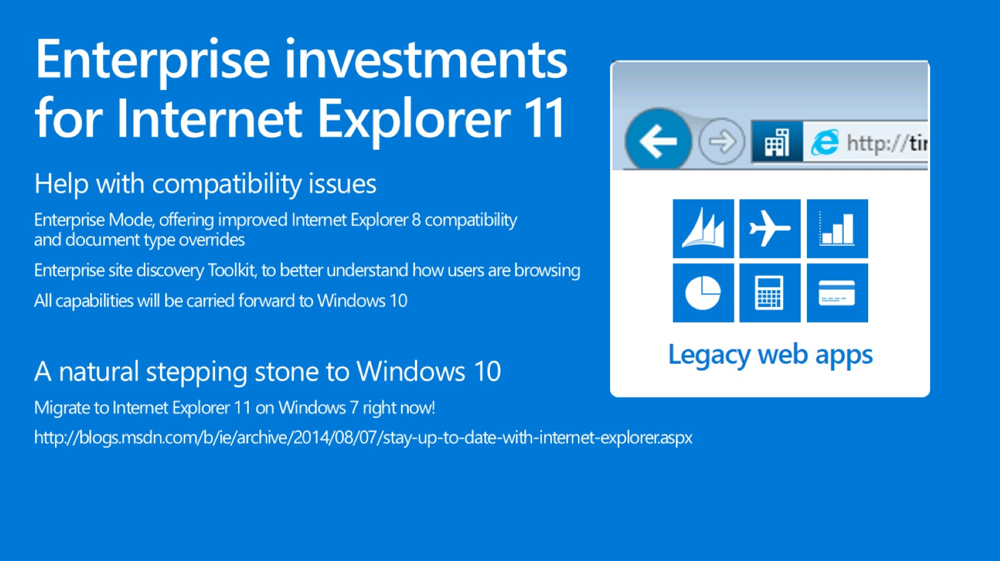 Enterprise investments
for Internet Explorer 11
Help with compatibility issues
Enterprise Mode, offering improved Internet Explorer 8 compatibility
and document type overrides
Enterprise site discovery Toolkit, to better understand how users are browsing
All capabilities will be carried forward to Windows 10
A natural stepping stone to Windows 10
Migrate to Internet Explorer 11 on Windows 7 right now!
http://blogs.msdn.com/b/ie/archive/2014/08/07/stay-up-to-date-with-internet-explorer.aspx
http://tir
Legacy web apps